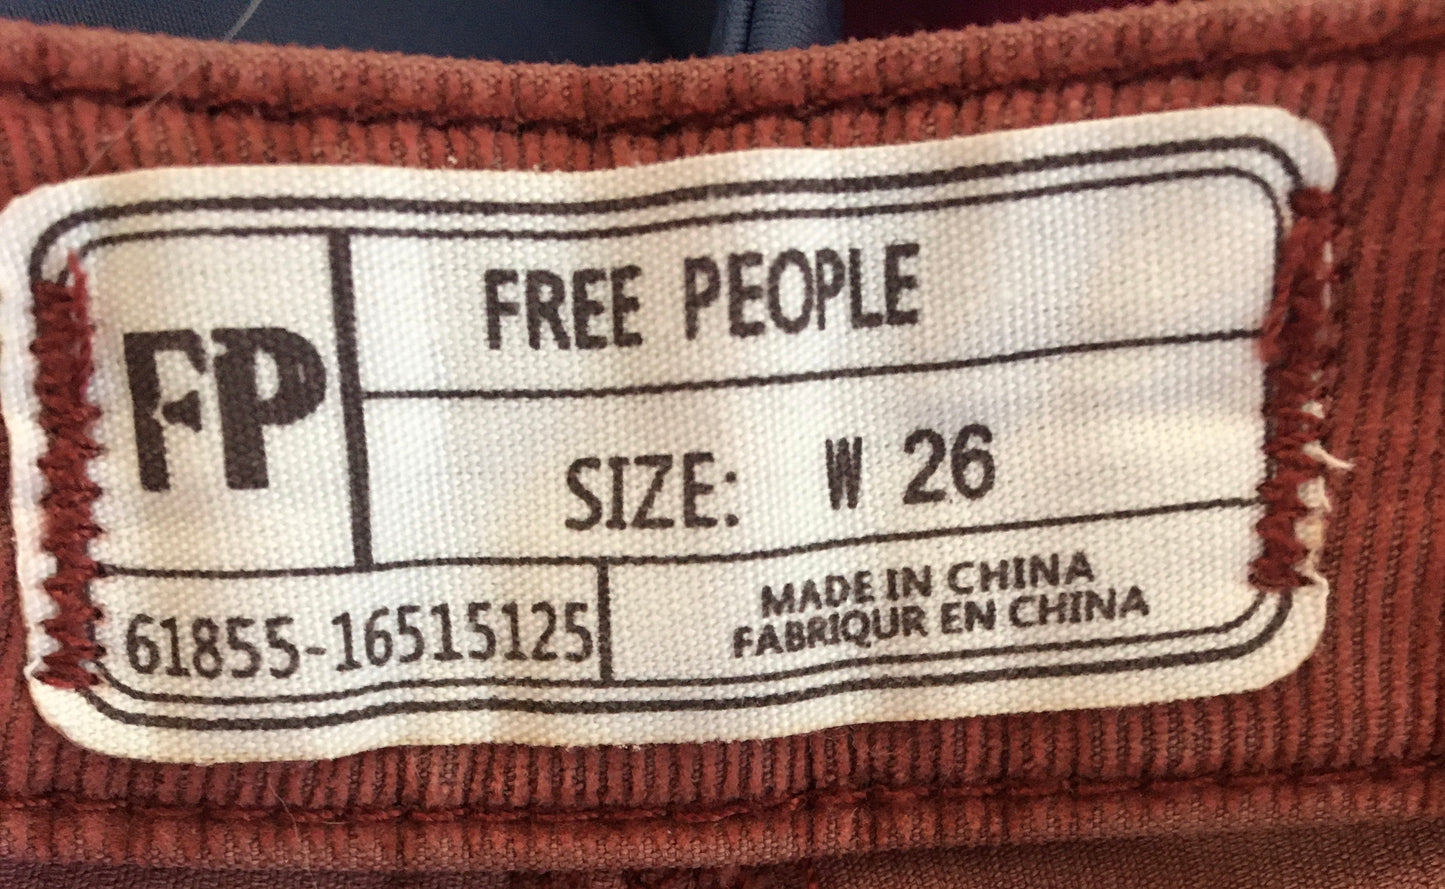 FP
FREE PEOPLE
SIZE: W 26
61855-16515125
MADE IN CHINA
FABRIQUR EN CHINA